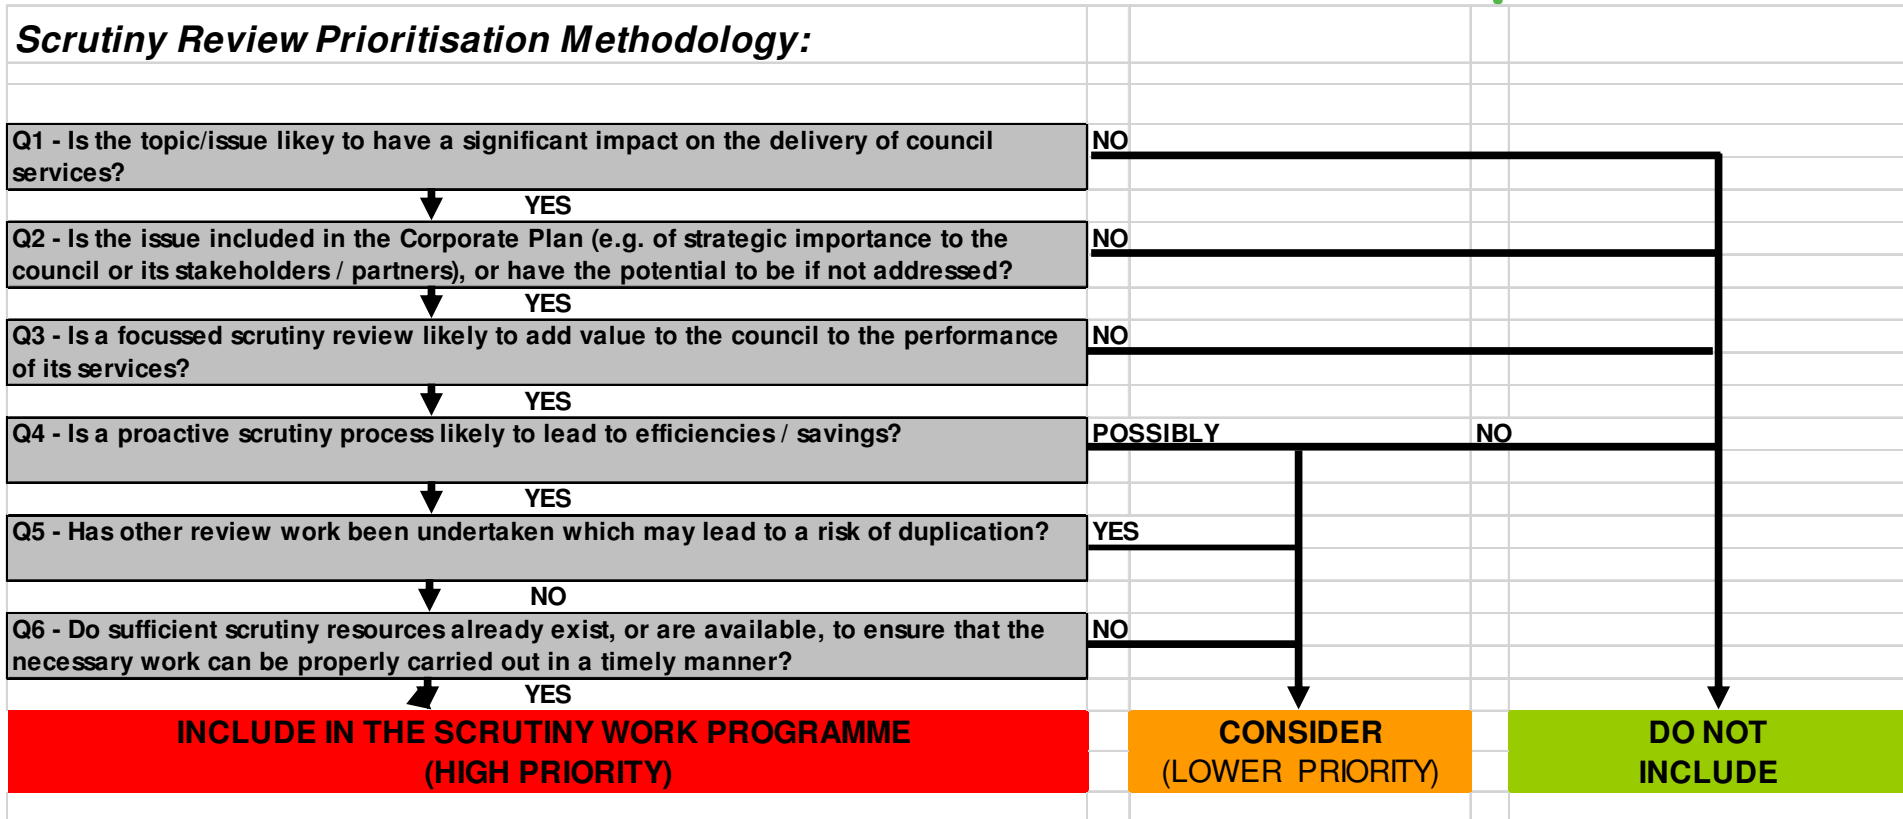 Scrutiny Review Prioritisation Methodology:
Q1 - Is the topic/issue likey to have a significant impact on the delivery of council
services?
NO
YES
Q2 - Is the issue included in the Corporate Plan (e.g. of strategic importance to the
council or its stakeholders / partners), or have the potential to be if not addressed?
NO
YES
Q3 - Is a focussed scrutiny review likely to add value to the council to the performance
of its services?
NO
YES
Q4 - Is a proactive scrutiny process likely to lead to efficiencies / savings?
POSSIBLY
NO
YES
Q5 - Has other review work been undertaken which may lead to a risk of duplication?
YES
NO
Q6 - Do sufficient scrutiny resources already exist, or are available, to ensure that the
necessary work can be properly carried out in a timely manner?
NO
YES
INCLUDE IN THE SCRUTINY WORK PROGRAMME
(HIGH PRIORITY)
CONSIDER
(LOWER PRIORITY)
DO NOT
INCLUDE